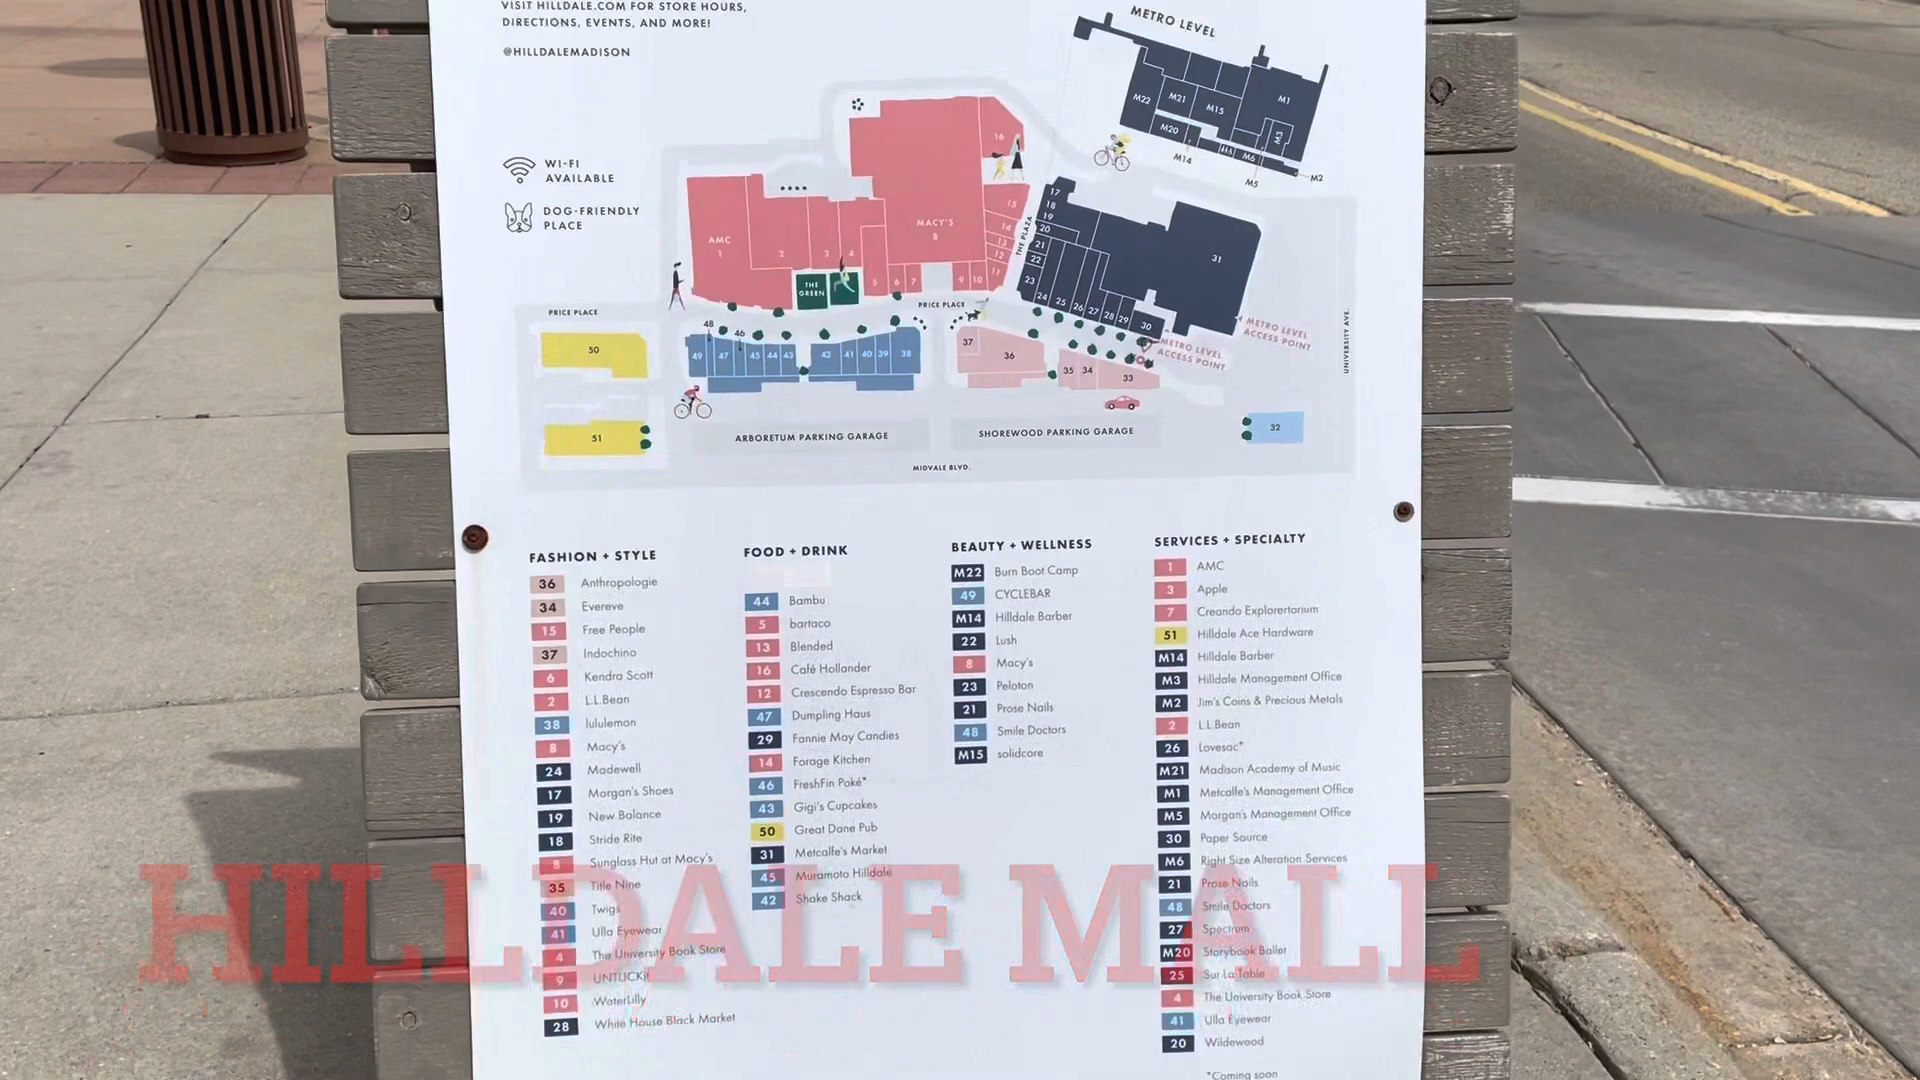 VISIT HILLDALE.COM FOR STORE HOURS,
DIRECTIONS, EVENTS, AND MORE!
@HILLDALEMADISON
WI-FI
AVAILABLE
DOG-FRIENDLY
PLACE
METRO LEVEL
M22
M21
M15
M1
M20
M3
M14
M6
M5
M2
16
AMC
1
2
2
4
MACY'S
8
15
14
13
12
11
5
6
7
9
10
THE
GREEN
THE PLAZA
17
18
19
20
21
22
23
24
25
26
27
28
29
30
31
METRO LEVEL
ACCESS POINT
METRO LEVEL
ACCESS POINT
UNIVERSITY AVE.
PRICE PLACE
PRICE PLACE
50
48
46
49
47
45
44
43
42
41
40
39
38
37
36
35
34
33
51
32
ARBORETUM PARKING GARAGE
SHOREWOOD PARKING GARAGE
MIDVALE BLVD.
FASHION + STYLE
36 Anthropologie
34 Evereve
15 Free People
37 Indochino
6 Kendra Scott
2 L.L.Bean
38 lululemon
8 Macy's
24 Madewell
17 Morgan's Shoes
19 New Balance
18 Stride Rite
8 Sunglass Hut at Macy's
35 Title Nine
40 Twigs
41 Ulla Eyewear
4 The University Book Store
9 UNTUCKit
10 WaterLilly
28 White House Black Market
FOOD + DRINK
44 Bambu
5 bartaco
13 Blended
16 Café Hollander
12 Crescendo Espresso Bar
47 Dumpling Haus
29 Fannie May Candies
14 Forage Kitchen
46 FreshFin Poké*
43 Gigi's Cupcakes
50 Great Dane Pub
31 Metcalfe's Market
45 Muramoto Hilldale
42 Shake Shack
BEAUTY + WELLNESS
M22 Burn Boot Camp
49 CYCLEBAR
M14 Hilldale Barber
22 Lush
8 Macy's
23 Peloton
21 Prose Nails
48 Smile Doctors
M15 solidcore
SERVICES + SPECIALTY
1 AMC
3 Apple
7 Creando Explorertorium
51 Hilldale Ace Hardware
M14 Hilldale Barber
M3 Hilldale Management Office
M2 Jim's Coins & Precious Metals
2 L.L.Bean
26 Lovesac*
M21 Madison Academy of Music
M1 Metcalfe's Management Office
M5 Morgan's Management Office
30 Paper Source
M6 Right Size Alteration Services
21 Prose Nails
48 Smile Doctors
27 Spectrum
M20 Storybook Ballet
25 Sur La Table
4 The University Book Store
41 Ulla Eyewear
20 Wildewood
*Coming soon
HILLDALE MALL